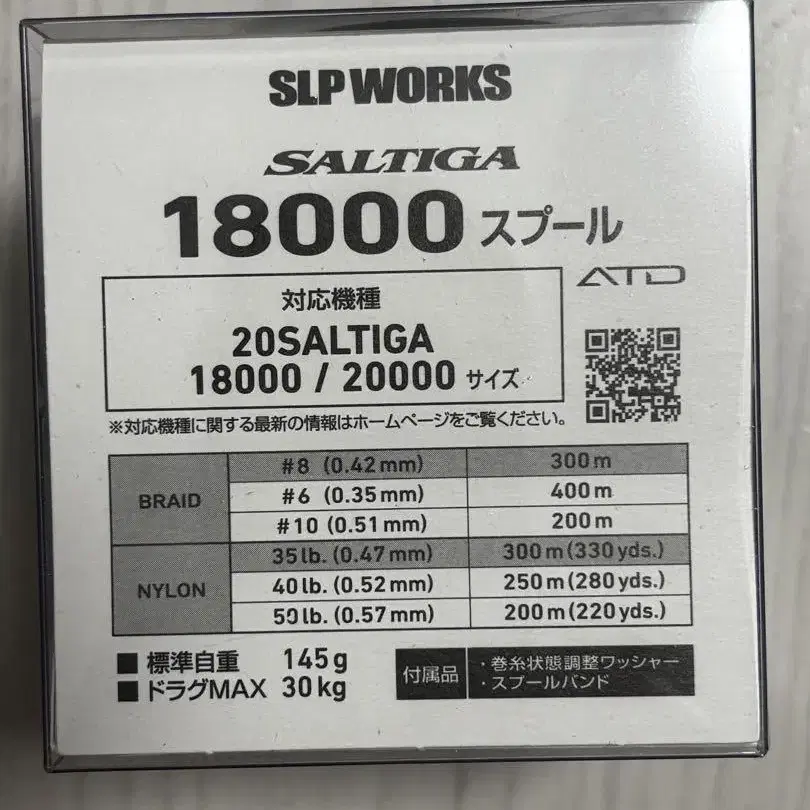 SLPWORKS
SALTIGA
18000 スプール
ATD
対応機種
20SALTIGA
18000 / 20000 サイズ
※対応機種に関する最新の情報はホームページをご覧ください。
BRAID
#8 (0.42mm) 300m
#6 (0.35mm) 400m
#10 (0.51mm) 200m
NYLON
35lb. (0.47mm) 300m(330yds.)
40lb. (0.52mm) 250m(280yds.)
50lb. (0.57mm) 200m(220yds.)
■ 標準自重 145g
■ ドラグMAX 30kg
付属品
・巻糸状態調整ワッシャー
・スプールバンド